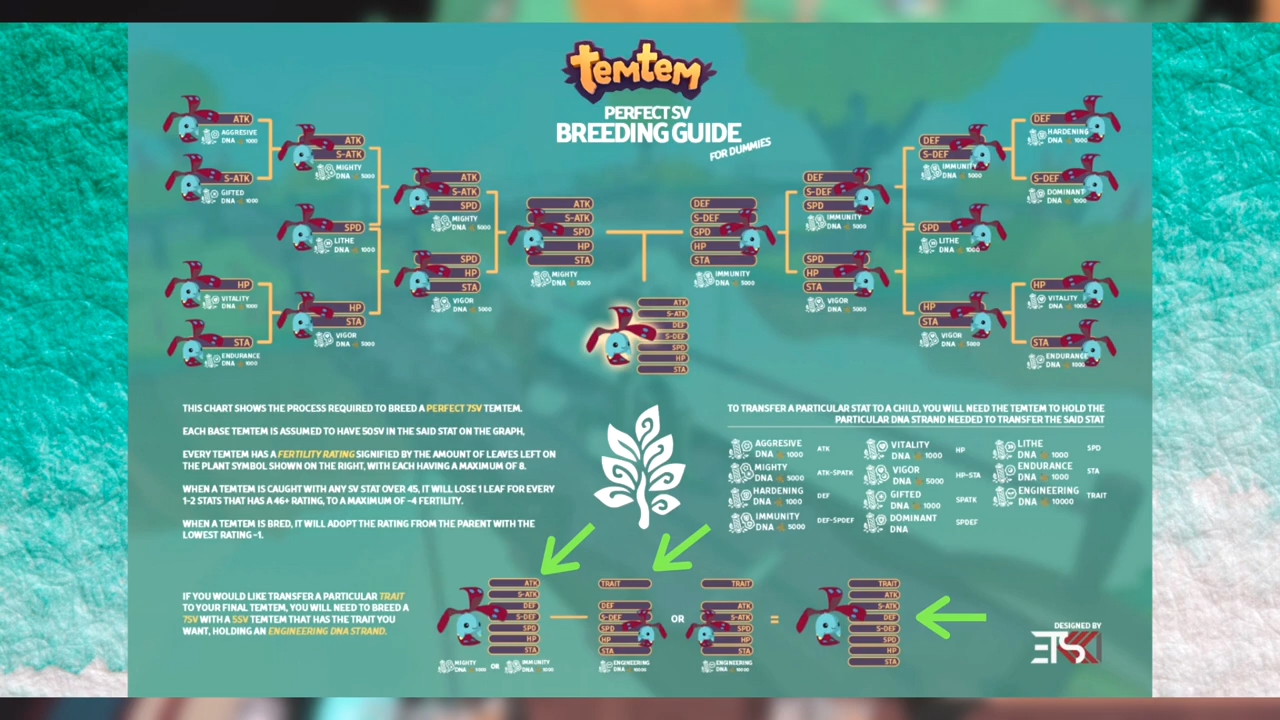 temtem
PERFECT SV
BREEDING GUIDE
FOR DUMMIES
ATK
AGGRESIVE
DNA 1000
S-ATK
GIFTED
DNA 1000
ATK
S-ATK
MIGHTY
DNA 5000
SPD
LITHE
DNA 1000
HP
VITALITY
DNA 1000
STA
ENDURANCE
DNA 1000
HP
STA
VIGOR
DNA 5000
ATK
S-ATK
SPD
MIGHTY
DNA 5000
SPD
HP
STA
VIGOR
DNA 5000
ATK
S-ATK
SPD
HP
STA
MIGHTY
DNA 5000
DEF
S-DEF
SPD
HP
STA
IMMUNITY
DNA 5000
DEF
S-DEF
SPD
IMMUNITY
DNA 5000
SPD
HP
STA
VIGOR
DNA 5000
DEF
S-DEF
IMMUNITY
DNA 5000
SPD
LITHE
DNA 1000
HP
STA
VIGOR
DNA 5000
DEF
HARDENING
DNA 1000
S-DEF
DOMINANT
DNA 1000
HP
VITALITY
DNA 1000
STA
ENDURANCE
DNA 1000
ATK
S-ATK
DEF
S-DEF
SPD
HP
STA
THIS CHART SHOWS THE PROCESS REQUIRED TO BREED A PERFECT 7SV TEMTEM.
EACH BASE TEMTEM IS ASSUMED TO HAVE 50SV IN THE SAID STAT ON THE GRAPH,
EVERY TEMTEM HAS A FERTILITY RATING SIGNIFIED BY THE AMOUNT OF LEAVES LEFT ON
THE PLANT SYMBOL SHOWN ON THE RIGHT, WITH EACH HAVING A MAXIMUM OF 8.
WHEN A TEMTEM IS CAUGHT WITH ANY SV STAT OVER 45, IT WILL LOSE 1 LEAF FOR EVERY
1-2 STATS THAT HAS A 46+ RATING, TO A MAXIMUM OF -4 FERTILITY.
WHEN A TEMTEM IS BRED, IT WILL ADOPT THE RATING FROM THE PARENT WITH THE
LOWEST RATING -1.
TO TRANSFER A PARTICULAR STAT TO A CHILD, YOU WILL NEED THE TEMTEM TO HOLD THE
PARTICULAR DNA STRAND NEEDED TO TRANSFER THE SAID STAT
AGGRESIVE
DNA 1000 ATK
MIGHTY
DNA 5000 ATK-SPATK
HARDENING
DNA 1000 DEF
IMMUNITY
DNA 5000 DEF-SPDEF
VITALITY
DNA 1000 HP
VIGOR
DNA 5000 HP-STA
GIFTED
DNA 1000 SPATK
DOMINANT
DNA SPDEF
LITHE
DNA 1000 SPD
ENDURANCE
DNA 1000 STA
ENGINEERING
DNA 10000 TRAIT
IF YOU WOULD LIKE TRANSFER A PARTICULAR TRAIT
TO YOUR FINAL TEMTEM, YOU WILL NEED TO BREED A
7SV WITH A 5SV TEMTEM THAT HAS THE TRAIT YOU
WANT, HOLDING AN ENGINEERING DNA STRAND.
ATK
S-ATK
DEF
S-DEF
SPD
HP
STA
MIGHTY
DNA
OR
IMMUNITY
DNA
TRAIT
DEF
S-DEF
SPD
HP
STA
ENGINEERING
DNA
OR
TRAIT
ATK
S-ATK
SPD
HP
STA
ENGINEERING
DNA
=
TRAIT
ATK
S-ATK
DEF
S-DEF
SPD
HP
STA
DESIGNED BY